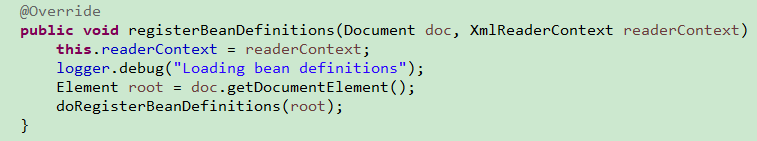 @Override
public void registerBeanDefinitions(Document doc, XmlReaderContext readerContext)
this.readerContext = readerContext;
logger.debug("Loading bean definitions");
Element root = doc.getDocumentElement();
doRegisterBeanDefinitions(root);
}